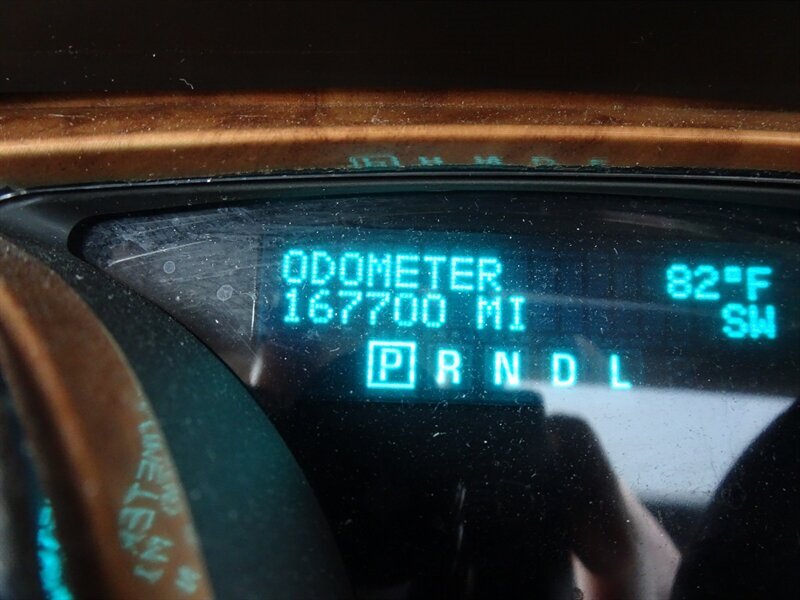 ODOMETER 82°F
167700 MI SW
P R N D L